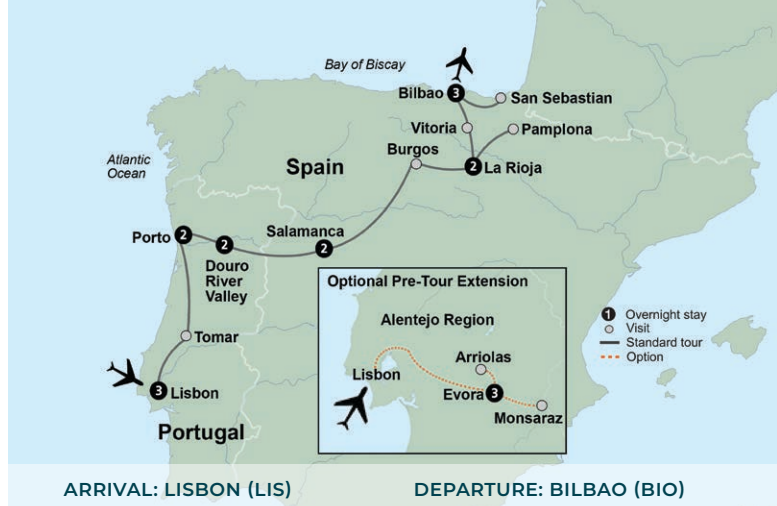 Bay of Biscay
Bilbao 3
San Sebastian
Vitoria
Pamplona
Burgos
2 La Rioja
Atlantic
Ocean
Spain
Porto 2
2
Douro
River
Valley
Salamanca
2
Tomar
3 Lisbon
Portugal
Optional Pre-Tour Extension
Alentejo Region
Arriolas
Lisbon
Evora 3
Monsaraz
1 Overnight stay
Visit
Standard tour
Option
ARRIVAL: LISBON (LIS)
DEPARTURE: BILBAO (BIO)